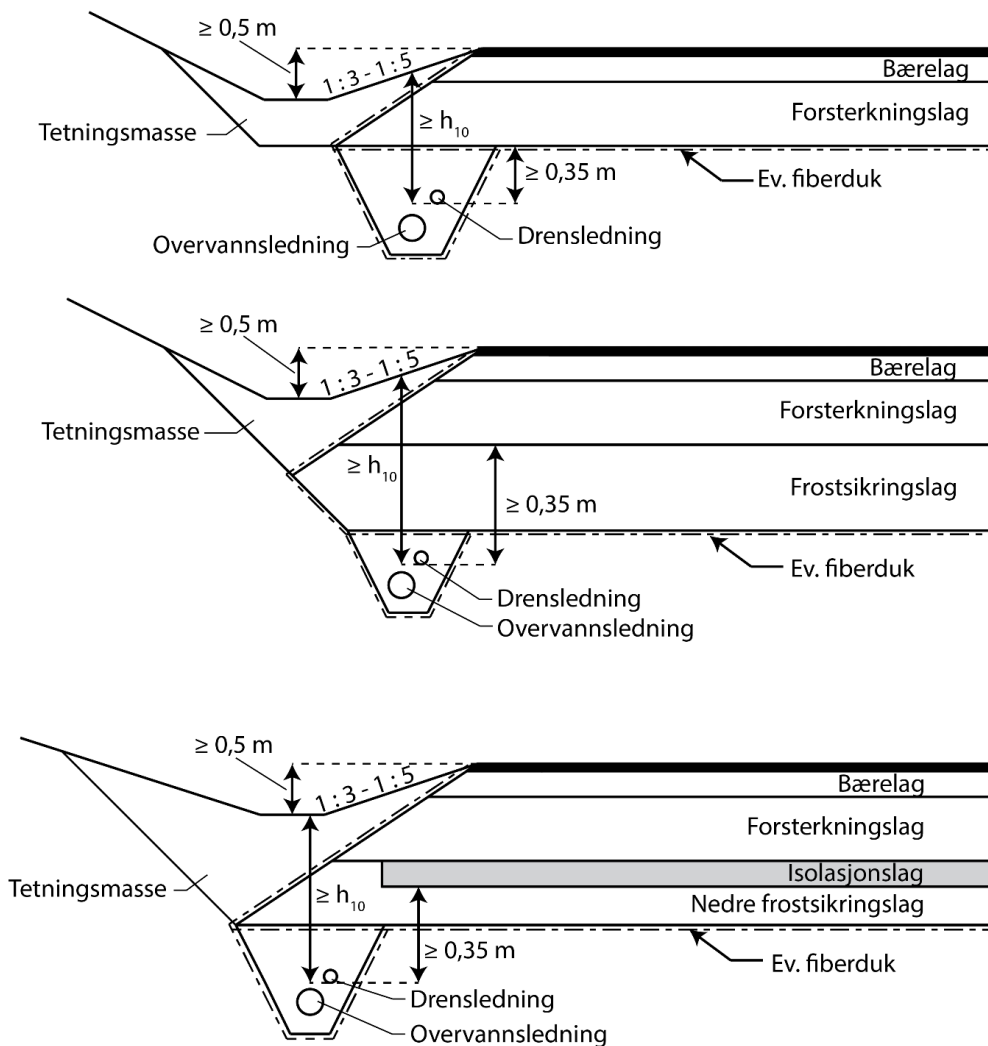 ≥ 0,5 m
1 : 3 - 1 : 5
Bærelag
Forsterkningslag
Tetningsmasse
≥ h₁₀
≥ 0,35 m
Ev. fiberduk
Overvannsledning
Drensledning
≥ 0,5 m
1 : 3 - 1 : 5
Bærelag
Forsterkningslag
Tetningsmasse
≥ h₁₀
≥ 0,35 m
Frostsikringslag
Ev. fiberduk
Drensledning
Overvannsledning
≥ 0,5 m
1 : 3 - 1 : 5
Bærelag
Forsterkningslag
Isolasjonslag
Tetningsmasse
≥ h₁₀
Nedre frostsikringslag
≥ 0,35 m
Ev. fiberduk
Drensledning
Overvannsledning